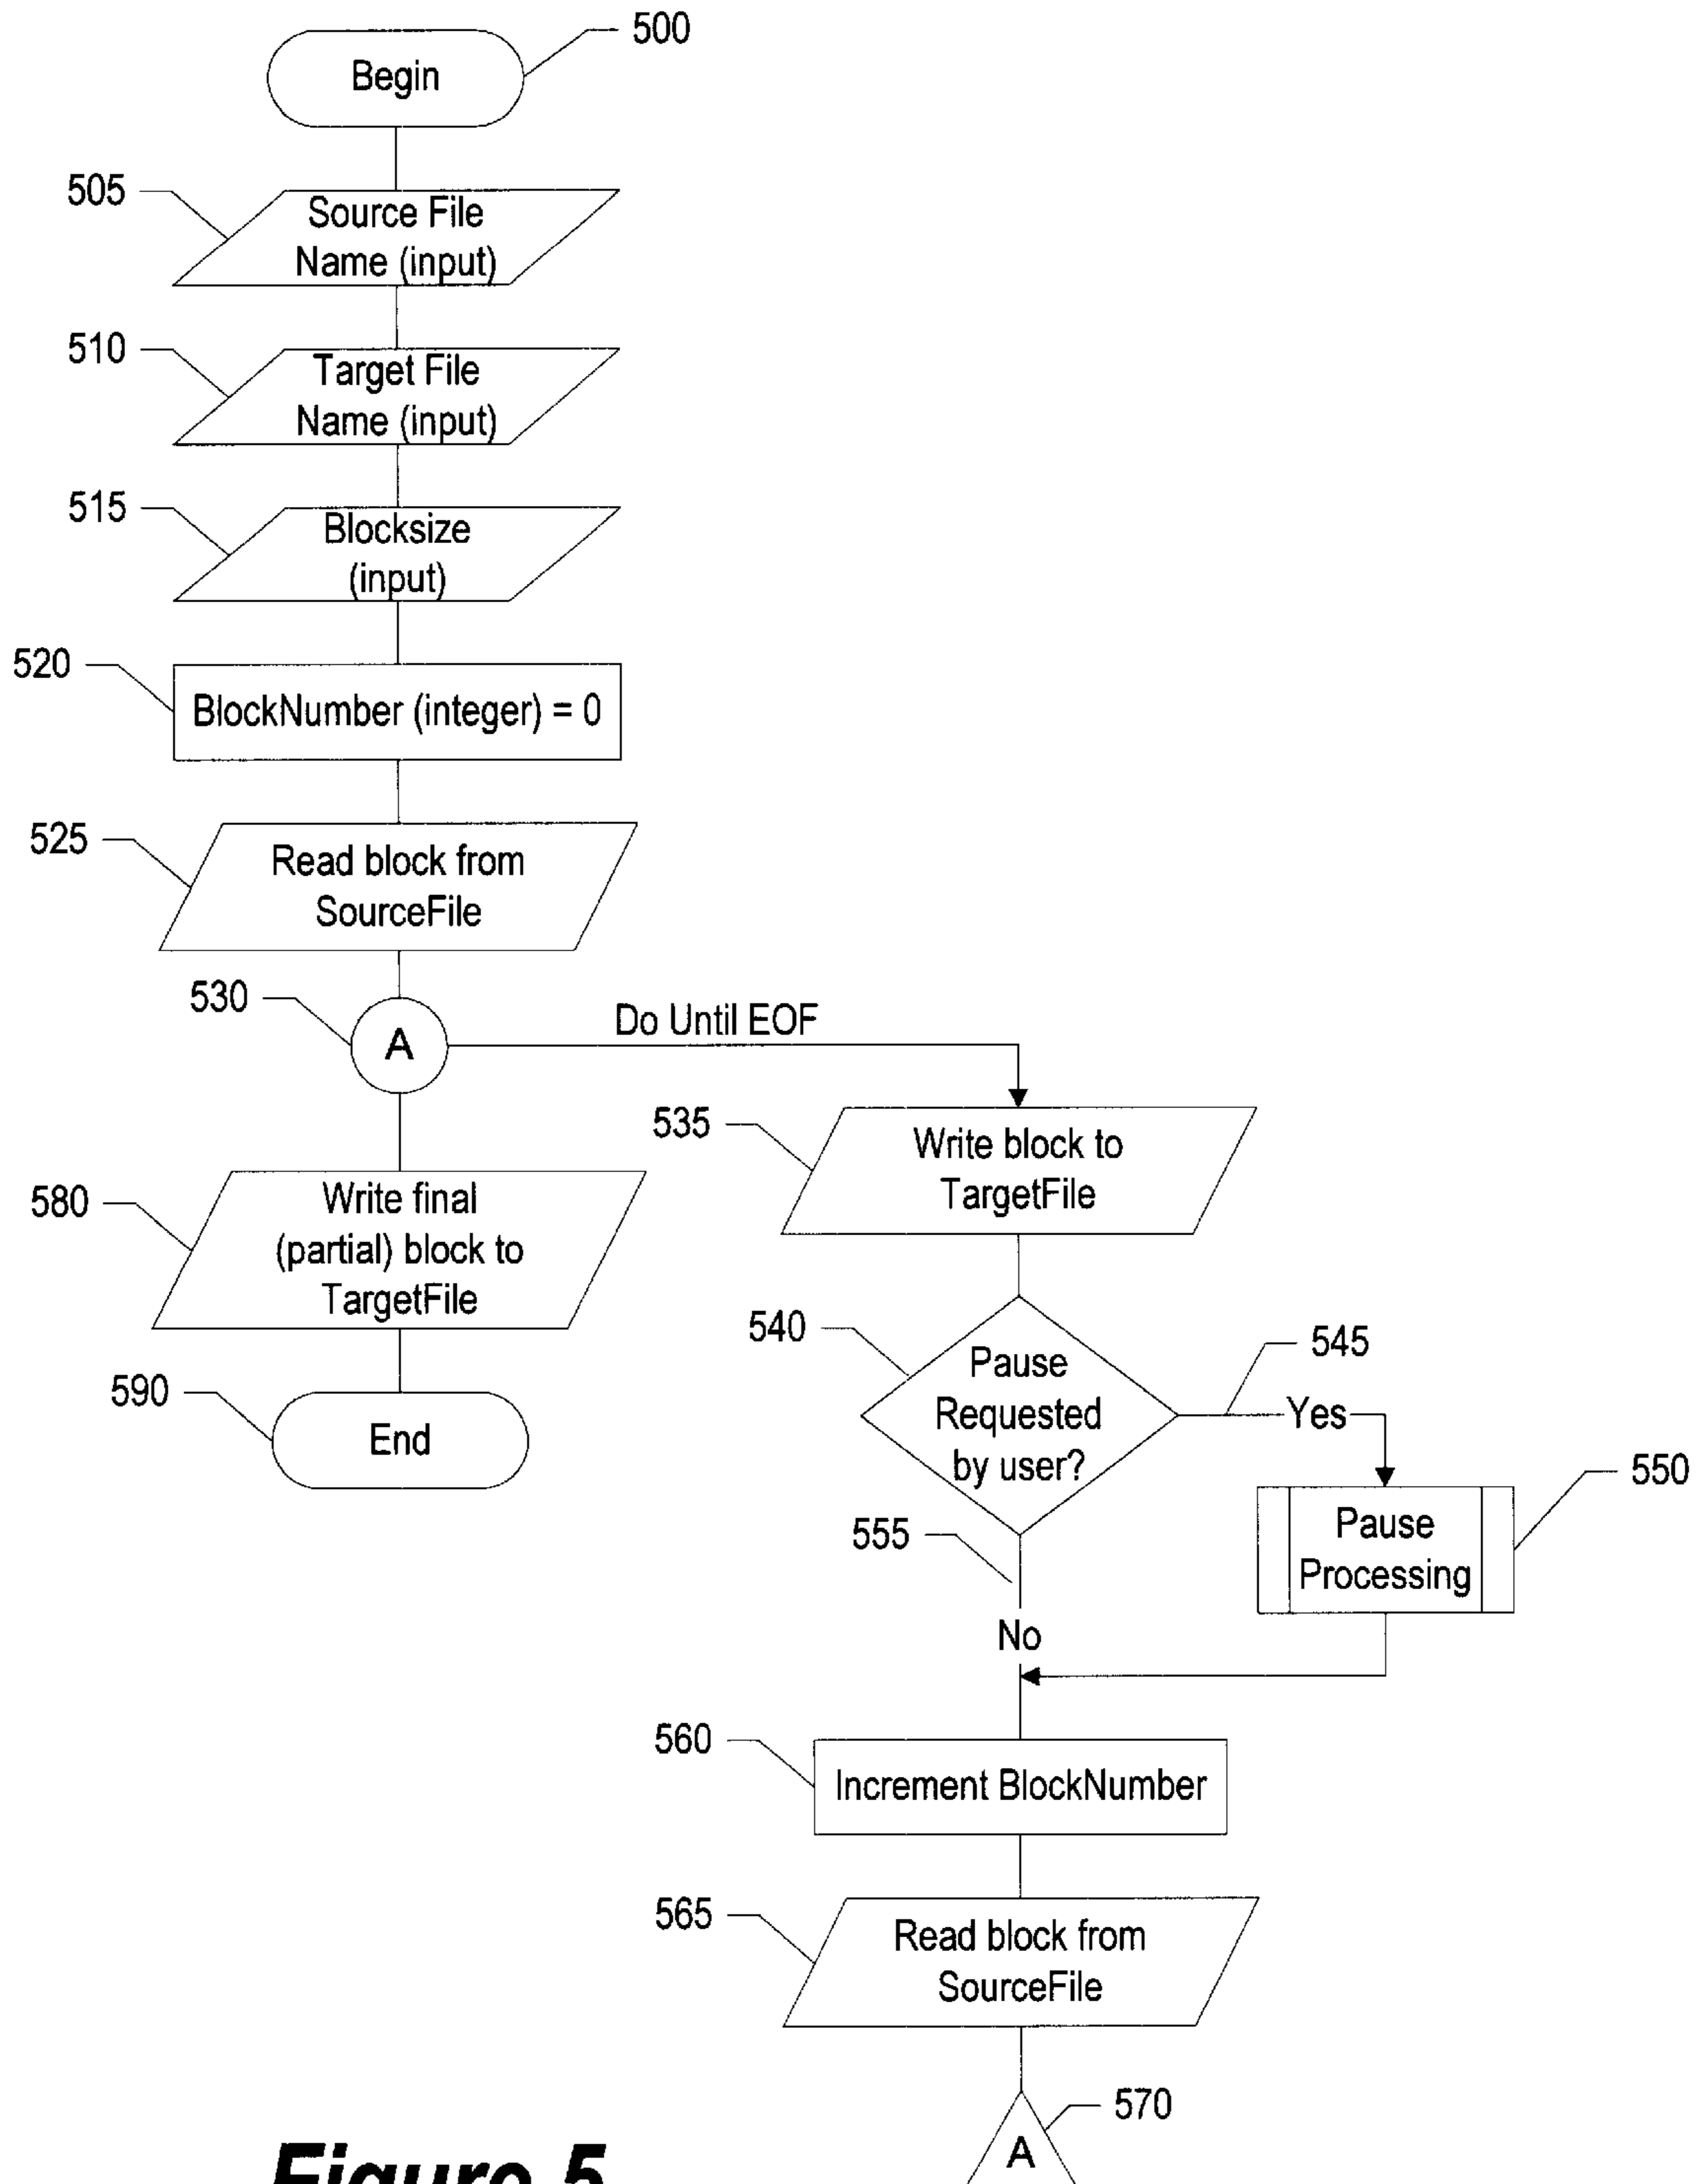 500
Begin
505
Source File
Name (input)
510
Target File
Name (input)
515
Blocksize
(input)
520
BlockNumber (integer) = 0
525
Read block from
SourceFile
530
A
Do Until EOF
535
Write block to
TargetFile
580
Write final
(partial) block to
TargetFile
540
Pause
Requested
by user?
545
Yes
590
End
550
Pause
Processing
555
No
560
Increment BlockNumber
565
Read block from
SourceFile
570
A
Figure 5